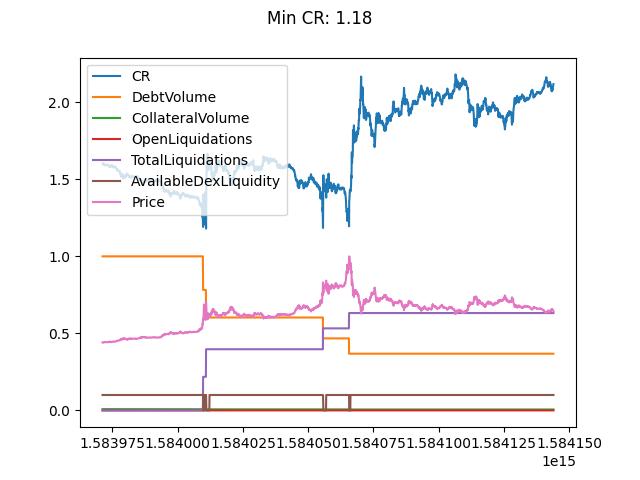 Min CR: 1.18
CR
DebtVolume
CollateralVolume
OpenLiquidations
TotalLiquidations
AvailableDexLiquidity
Price
2.0
1.5
1.0
0.5
0.0
1.583975 1.584000 1.584025 1.584050 1.584075 1.584100 1.584125 1.584150
1e15